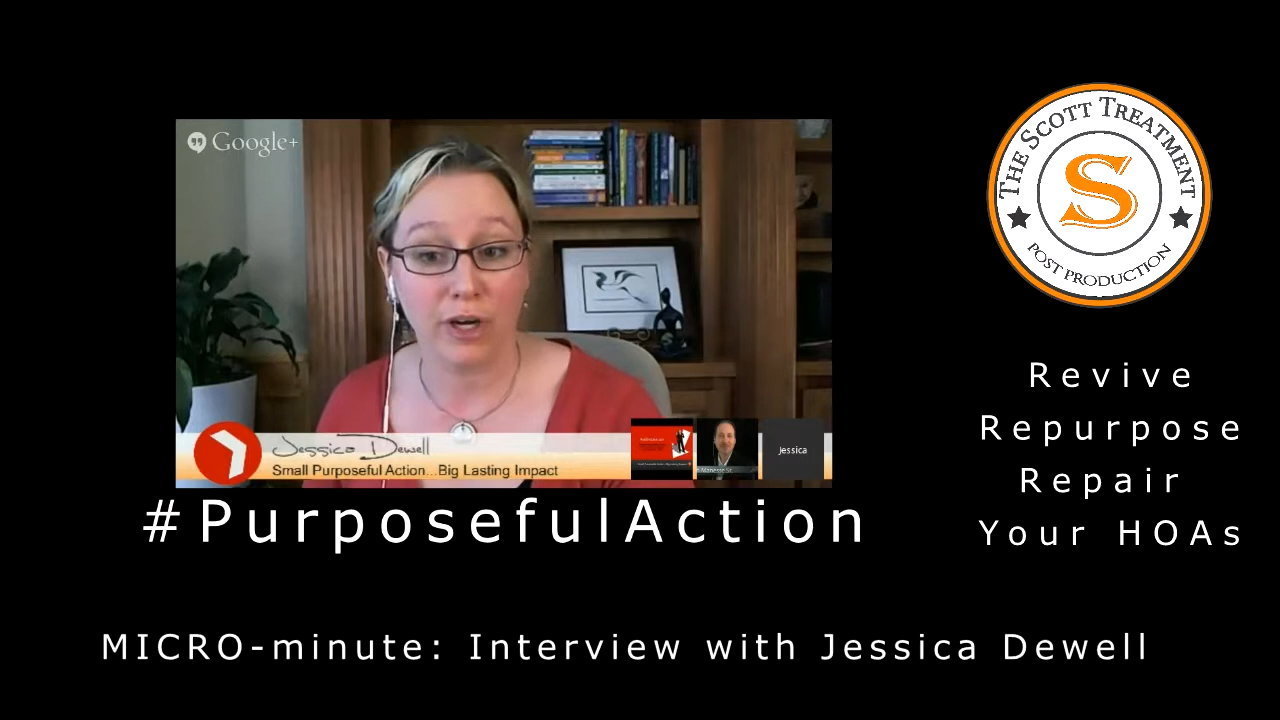 Google+
THE SCOTT TREATMENT
S
POST PRODUCTION
Jessica Dewell
Small Purposeful Action...Big Lasting Impact
Jessica
#PurposefulAction
Revive
Repurpose
Repair
Your HOAs
MICRO-minute: Interview with Jessica Dewell